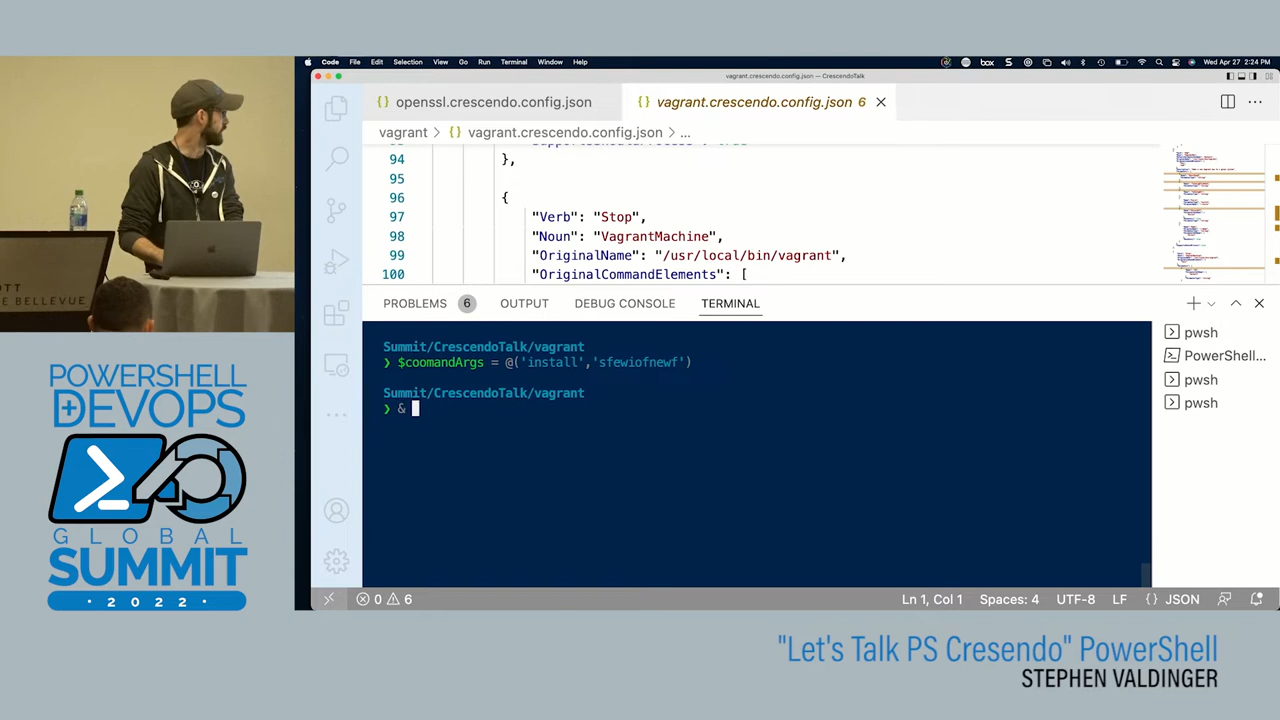 Code File Edit Selection View Go Run Terminal Window Help
box
Wed Apr 27 2:24 PM
vagrant.crescendo.config.json — CrescendoTalk
openssl.crescendo.config.json
vagrant.crescendo.config.json 6
vagrant > vagrant.crescendo.config.json > ...
94 },
95
96 {
97 "Verb": "Stop",
98 "Noun": "VagrantMachine",
99 "OriginalName": "/usr/local/bin/vagrant",
100 "OriginalCommandElements": [
PROBLEMS 6 OUTPUT DEBUG CONSOLE TERMINAL
Summit/CrescendoTalk/vagrant
❯ $coomandArgs = @('install','sfewiofnewf')
Summit/CrescendoTalk/vagrant
❯ &
pwsh
PowerShell...
pwsh
pwsh
0 6
Ln 1, Col 1 Spaces: 4 UTF-8 LF {} JSON
OTT
E BELLEVUE
POWERSHELL
DEVOPS
GLOBAL
SUMMIT
· 2022 ·
"Let's Talk PS Cresendo" PowerShell
STEPHEN VALDINGER